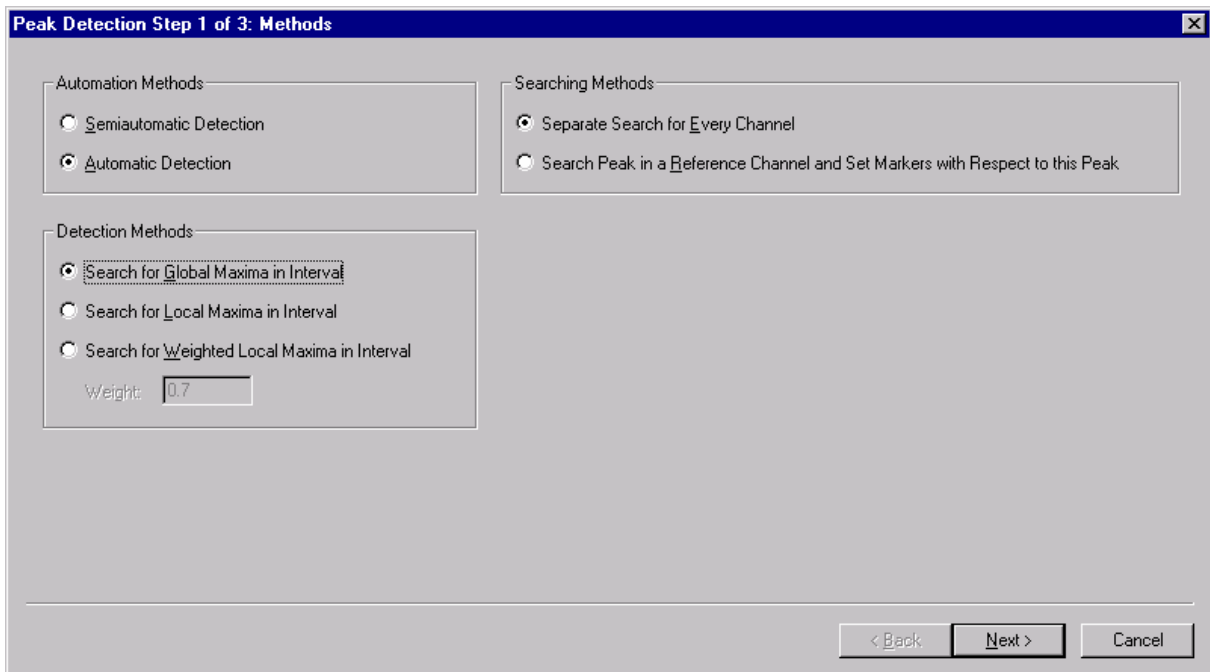 Peak Detection Step 1 of 3: Methods
Automation Methods
Semiautomatic Detection
Automatic Detection
Searching Methods
Separate Search for Every Channel
Search Peak in a Reference Channel and Set Markers with Respect to this Peak
Detection Methods
Search for Global Maxima in Interval
Search for Local Maxima in Interval
Search for Weighted Local Maxima in Interval
Weight: 0.7
< Back
Next >
Cancel